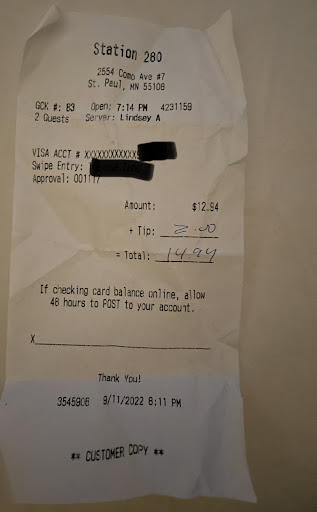 Station 280
2554 Como Ave #7
St. Paul, MN 55108
GCK #: B3 Open: 7:14 PM 4231159
2 Guests Server: Lindsey A
VISA ACCT # XXXXXXXXXXXX
Swipe Entry:
Approval: 001117
Amount: $12.94
+ Tip: 2.00
= Total: 14.94
If checking card balance online, allow
48 hours to POST to your account.
X
Thank You!
3545906 9/11/2022 8:11 PM
** CUSTOMER COPY **